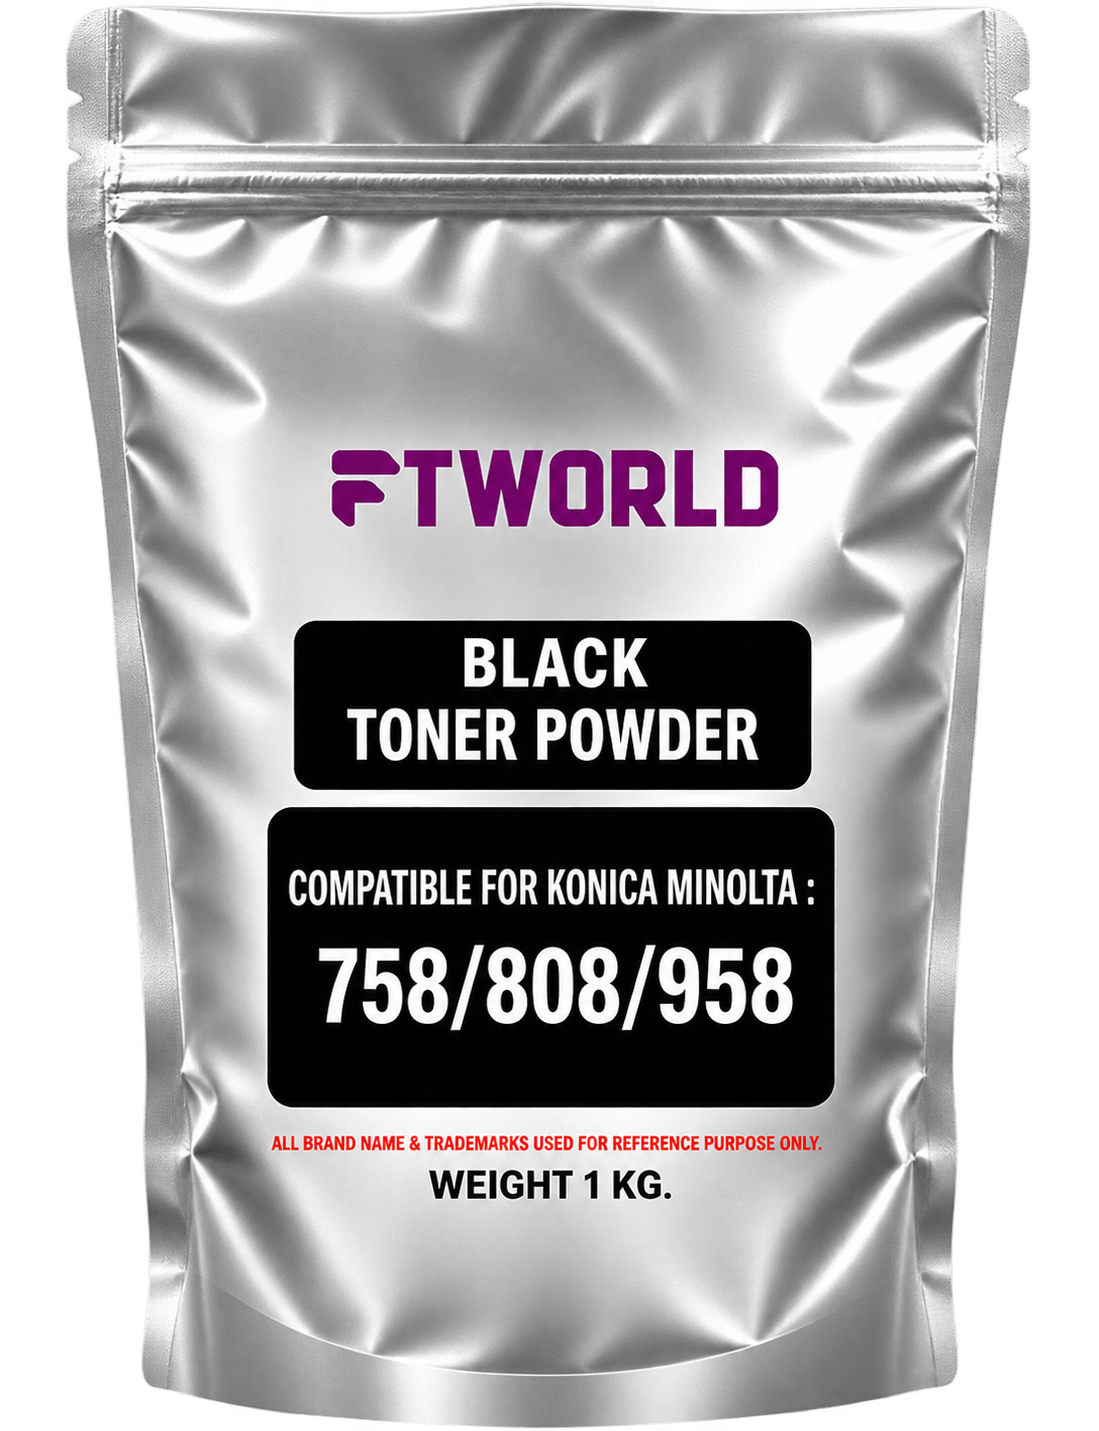 FTWORLD
BLACK
TONER POWDER
COMPATIBLE FOR KONICA MINOLTA :
758/808/958
ALL BRAND NAME & TRADEMARKS USED FOR REFERENCE PURPOSE ONLY.
WEIGHT 1 KG.